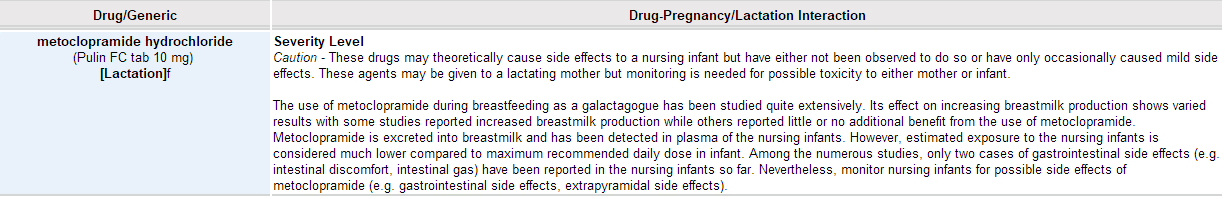 Drug/Generic
Drug-Pregnancy/Lactation Interaction
metoclopramide hydrochloride
(Pulin FC tab 10 mg)
[Lactation]f
Severity Level
Caution - These drugs may theoretically cause side effects to a nursing infant but have either not been observed to do so or have only occasionally caused mild side
effects. These agents may be given to a lactating mother but monitoring is needed for possible toxicity to either mother or infant.
The use of metoclopramide during breastfeeding as a galactagogue has been studied quite extensively. Its effect on increasing breastmilk production shows varied
results with some studies reported increased breastmilk production while others reported little or no additional benefit from the use of metoclopramide.
Metoclopramide is excreted into breastmilk and has been detected in plasma of the nursing infants. However, estimated exposure to the nursing infants is
considered much lower compared to maximum recommended daily dose in infant. Among the numerous studies, only two cases of gastrointestinal side effects (e.g.
intestinal discomfort, intestinal gas) have been reported in the nursing infants so far. Nevertheless, monitor nursing infants for possible side effects of
metoclopramide (e.g. gastrointestinal side effects, extrapyramidal side effects).